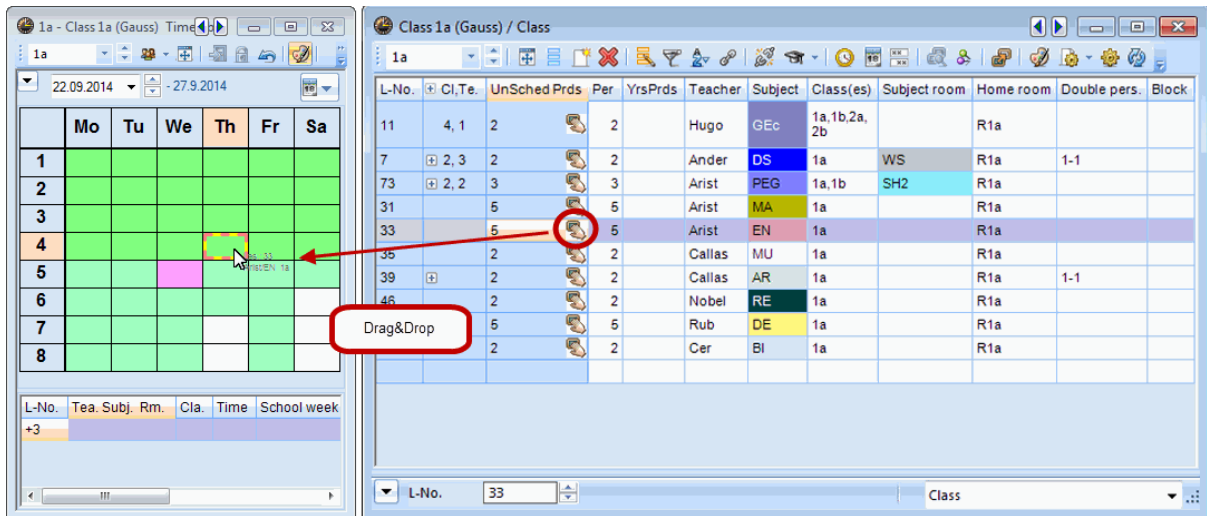 1a - Class 1a (Gauss) Time
1a
22.09.2014 - 27.9.2014
Mo Tu We Th Fr Sa
1
2
3
4
5
6
7
8
L-No. Tea. Subj. Rm. Cla. Time School week
+3
Class 1a (Gauss) / Class
1a
L-No. Cl,Te. UnSched Prds Per YrsPrds Teacher Subject Class(es) Subject room Home room Double pers. Block
11 4, 1 2 2 Hugo GEc 1a,1b,2a,
2b R1a
7 2, 3 2 2 Ander DS 1a WS R1a 1-1
73 2, 2 3 3 Arist PEG 1a,1b SH2 R1a
31 5 5 Arist MA 1a R1a
33 5 5 Arist EN 1a R1a
35 2 2 Callas MU 1a R1a
39 2 2 Callas AR 1a R1a 1-1
46 2 2 Nobel RE 1a R1a
5 5 Rub DE 1a R1a
2 2 Cer BI 1a R1a
Drag&Drop
33
Arist/EN 1a
L-No. 33
Class